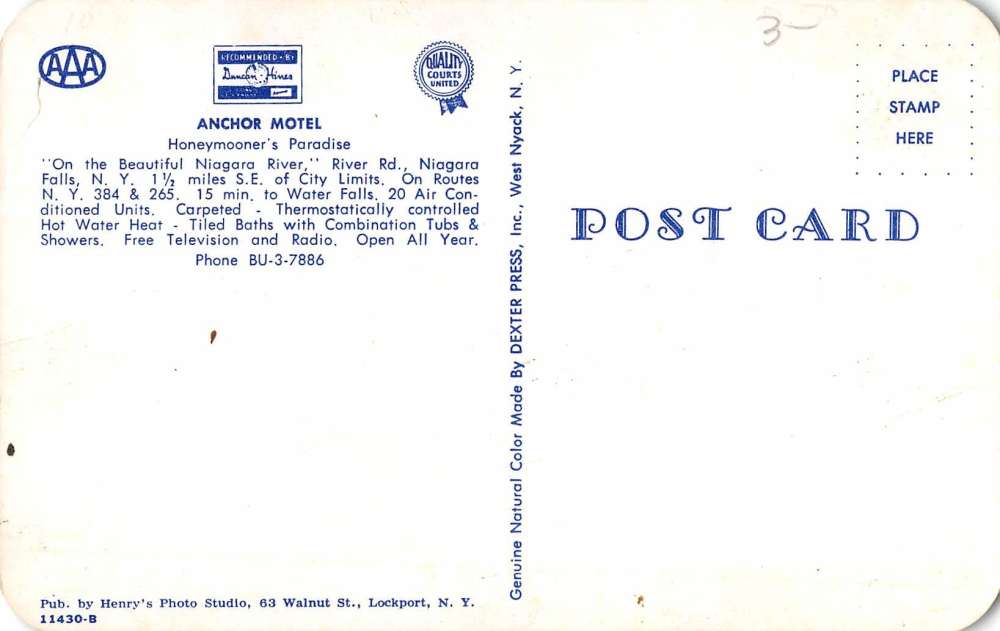 10
3-
AAA
RECOMMENDED BY
Duncan Hines
QUALITY
COURTS
UNITED
PLACE
STAMP
HERE
ANCHOR MOTEL
Honeymooner's Paradise
"On the Beautiful Niagara River," River Rd., Niagara
Falls, N. Y. 1½ miles S.E. of City Limits. On Routes
N. Y. 384 & 265. 15 min. to Water Falls. 20 Air Con-
ditioned Units. Carpeted - Thermostatically controlled
Hot Water Heat - Tiled Baths with Combination Tubs &
Showers. Free Television and Radio. Open All Year.
Phone BU-3-7886
POST CARD
Genuine Natural Color Made By DEXTER PRESS, Inc., West Nyack, N. Y.
Pub. by Henry's Photo Studio, 63 Walnut St., Lockport, N. Y.
11430-B